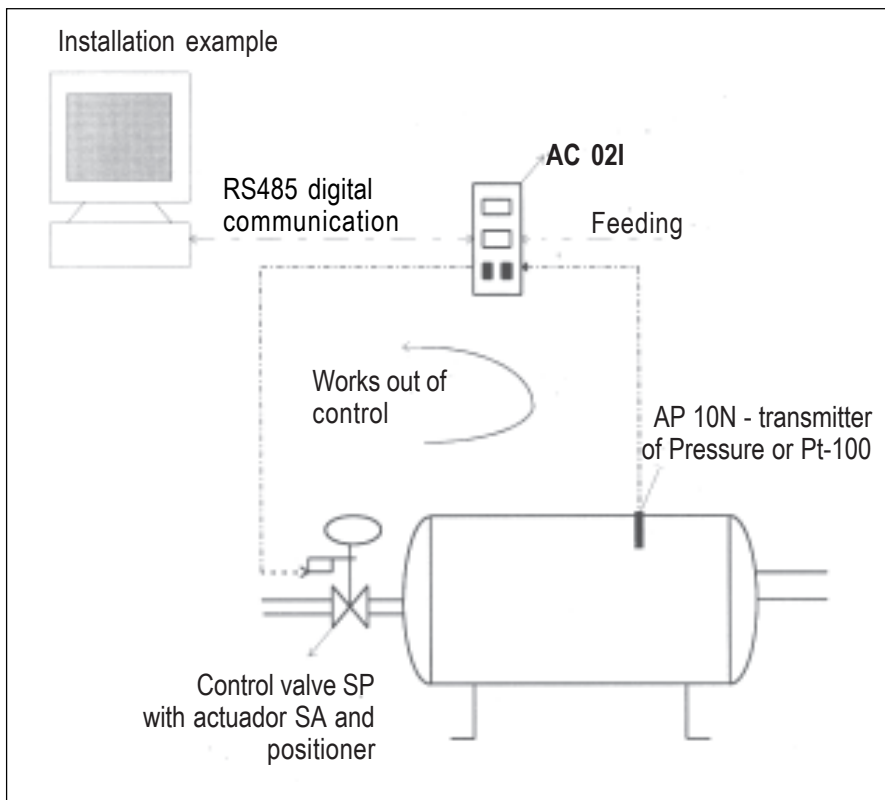 Installation example
AC 02I
RS485 digital
communication
Feeding
Works out of
control
AP 10N - transmitter
of Pressure or Pt-100
Control valve SP
with actuador SA and
positioner